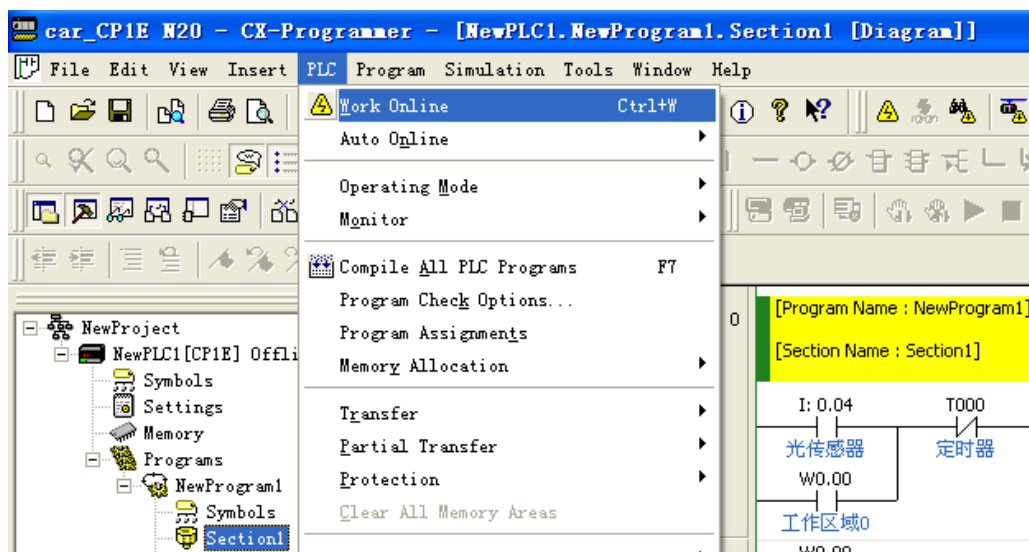 car_CP1E N20 - CX-Programmer - [NewPLC1.NewProgram1.Section1 [Diagram]]
File Edit View Insert PLC Program Simulation Tools Window Help
Work Online Ctrl+W
Auto Online
Operating Mode
Monitor
Compile All PLC Programs F7
Program Check Options...
Program Assignments
Memory Allocation
Transfer
Partial Transfer
Protection
Clear All Memory Areas
NewProject
NewPLC1[CP1E] Offli
Symbols
Settings
Memory
Programs
NewProgram1
Symbols
Section1
0
[Program Name : NewProgram1]
[Section Name : Section1]
I: 0.04 T000
光传感器 定时器
W0.00
工作区域0
W0.00